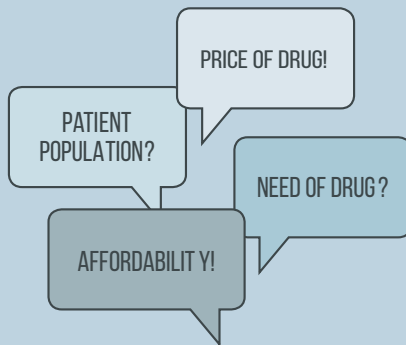 PRICE OF DRUG!
PATIENT
POPULATION?
NEED OF DRUG?
AFFORDABILIT Y!